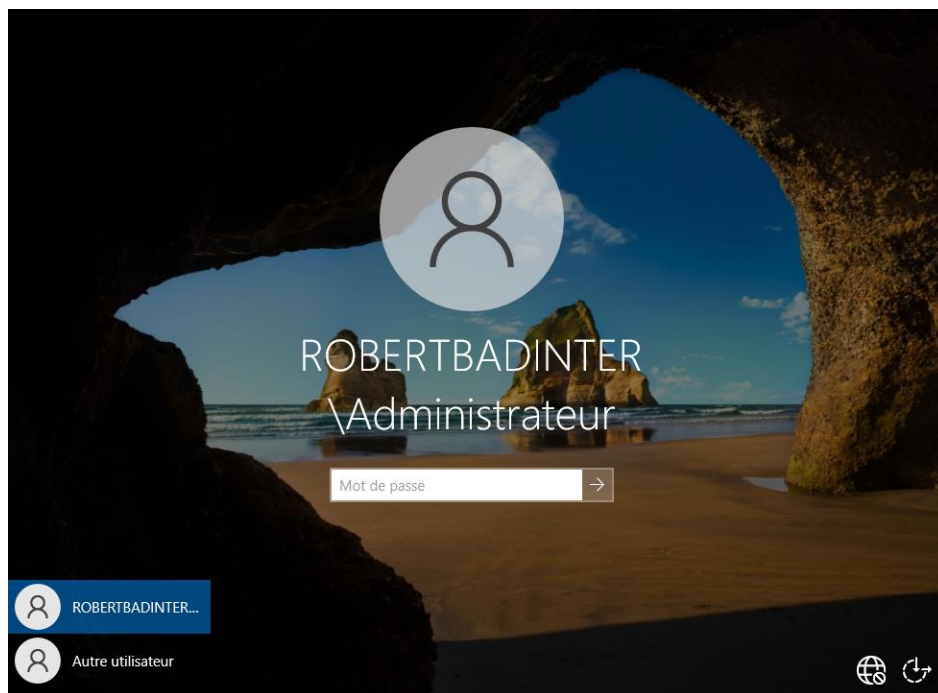 ROBERTBADINTER
\Administrateur
Mot de passe
ROBERTBADINTER...
Autre utilisateur